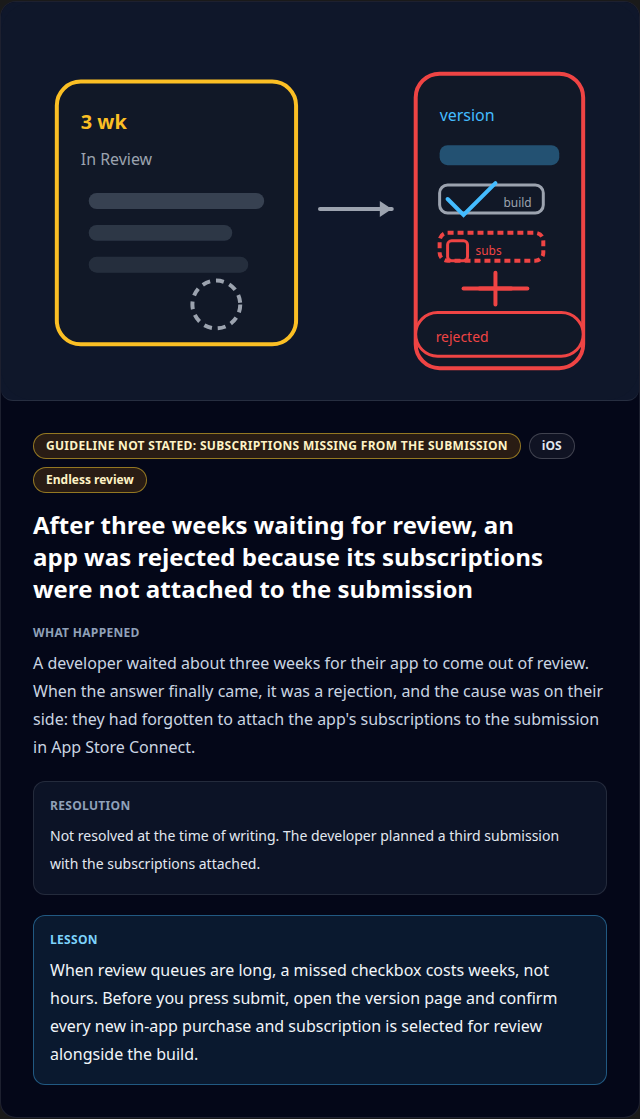 3 wk
In Review
version
build
subs
rejected
GUIDELINE NOT STATED: SUBSCRIPTIONS MISSING FROM THE SUBMISSION
iOS
Endless review
After three weeks waiting for review, an
app was rejected because its subscriptions
were not attached to the submission
WHAT HAPPENED
A developer waited about three weeks for their app to come out of review.
When the answer finally came, it was a rejection, and the cause was on their
side: they had forgotten to attach the app's subscriptions to the submission
in App Store Connect.
RESOLUTION
Not resolved at the time of writing. The developer planned a third submission
with the subscriptions attached.
LESSON
When review queues are long, a missed checkbox costs weeks, not
hours. Before you press submit, open the version page and confirm
every new in-app purchase and subscription is selected for review
alongside the build.